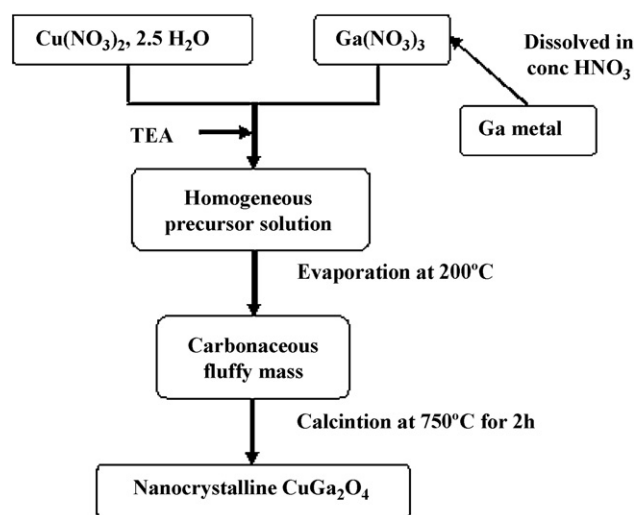 Cu(NO₃)₂, 2.5 H₂O
Ga(NO₃)₃
Dissolved in
conc HNO₃
Ga metal
TEA
Homogeneous
precursor solution
Evaporation at 200ºC
Carbonaceous
fluffy mass
Calcintion at 750ºC for 2h
Nanocrystalline CuGa₂O₄